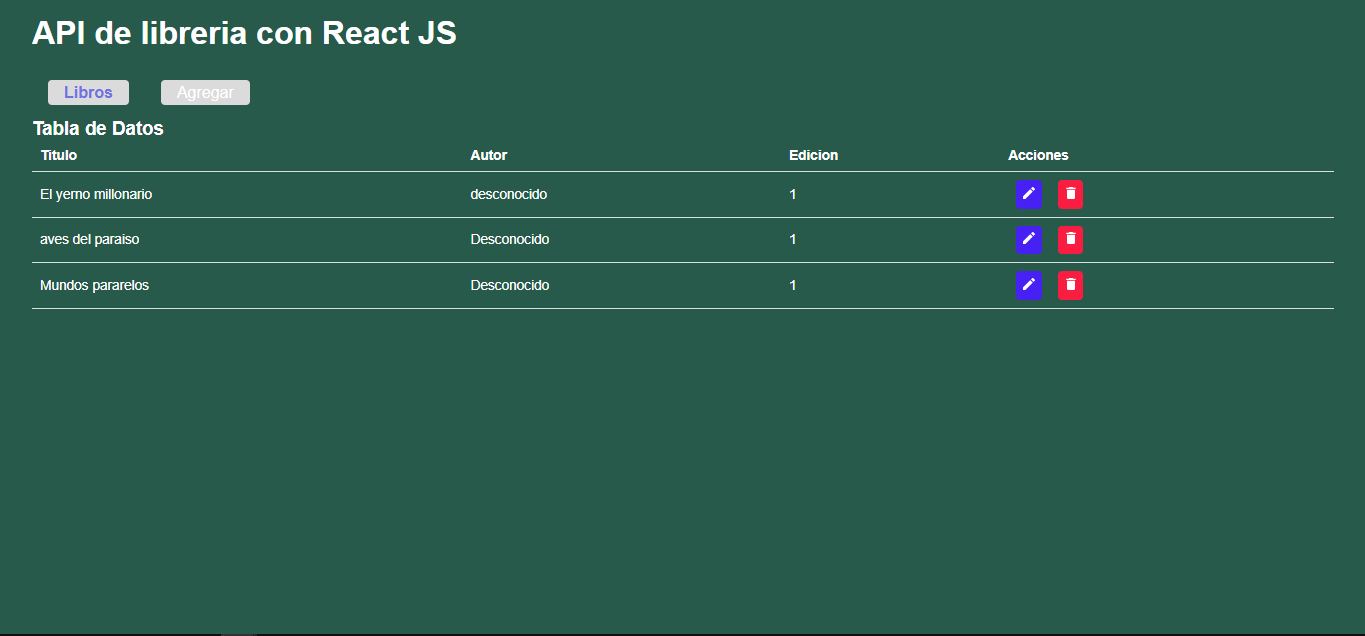 API de libreria con React JS
Libros Agregar
Tabla de Datos
Titulo Autor Edicion Acciones
El yerno millonario desconocido 1
aves del paraiso Desconocido 1
Mundos pararelos Desconocido 1